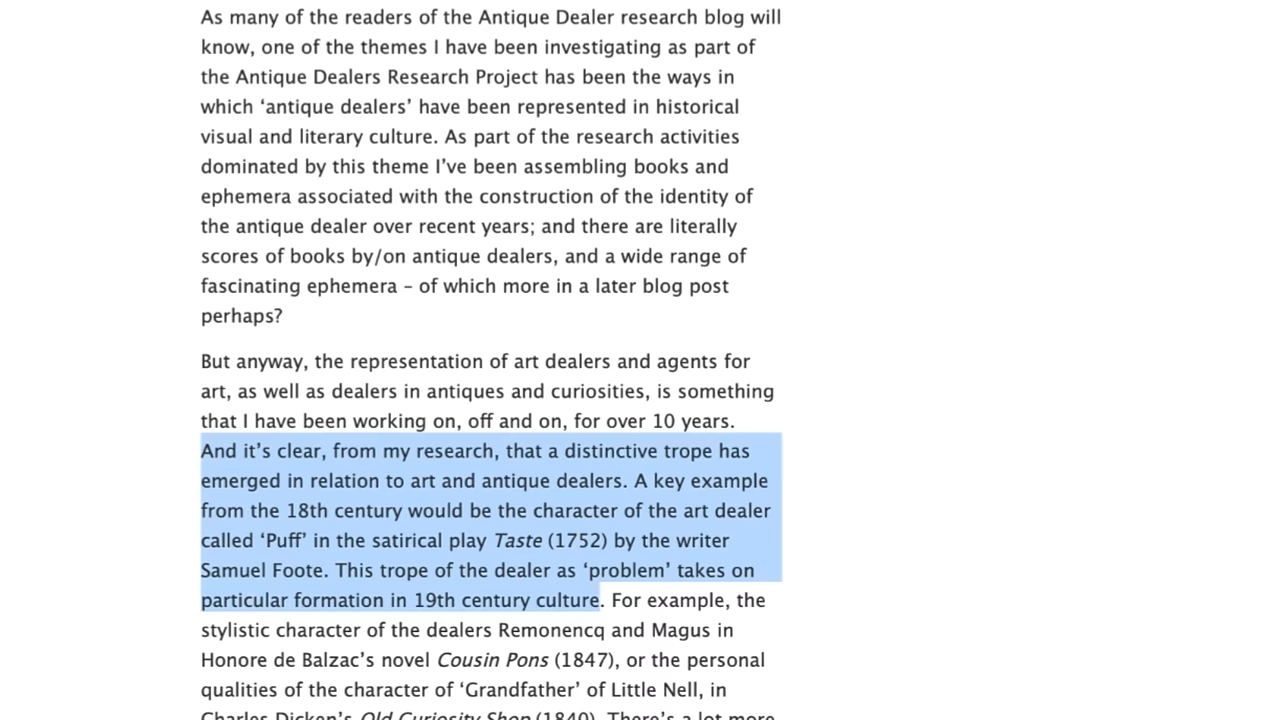 As many of the readers of the Antique Dealer research blog will
know, one of the themes I have been investigating as part of
the Antique Dealers Research Project has been the ways in
which ‘antique dealers’ have been represented in historical
visual and literary culture. As part of the research activities
dominated by this theme I’ve been assembling books and
ephemera associated with the construction of the identity of
the antique dealer over recent years; and there are literally
scores of books by/on antique dealers, and a wide range of
fascinating ephemera – of which more in a later blog post
perhaps?
But anyway, the representation of art dealers and agents for
art, as well as dealers in antiques and curiosities, is something
that I have been working on, off and on, for over 10 years.
And it’s clear, from my research, that a distinctive trope has
emerged in relation to art and antique dealers. A key example
from the 18th century would be the character of the art dealer
called ‘Puff’ in the satirical play Taste (1752) by the writer
Samuel Foote. This trope of the dealer as ‘problem’ takes on
particular formation in 19th century culture. For example, the
stylistic character of the dealers Remonencq and Magus in
Honore de Balzac’s novel Cousin Pons (1847), or the personal
qualities of the character of ‘Grandfather’ of Little Nell, in
Charles Dicken’s Old Curiosity Shop (1840). There’s a lot more